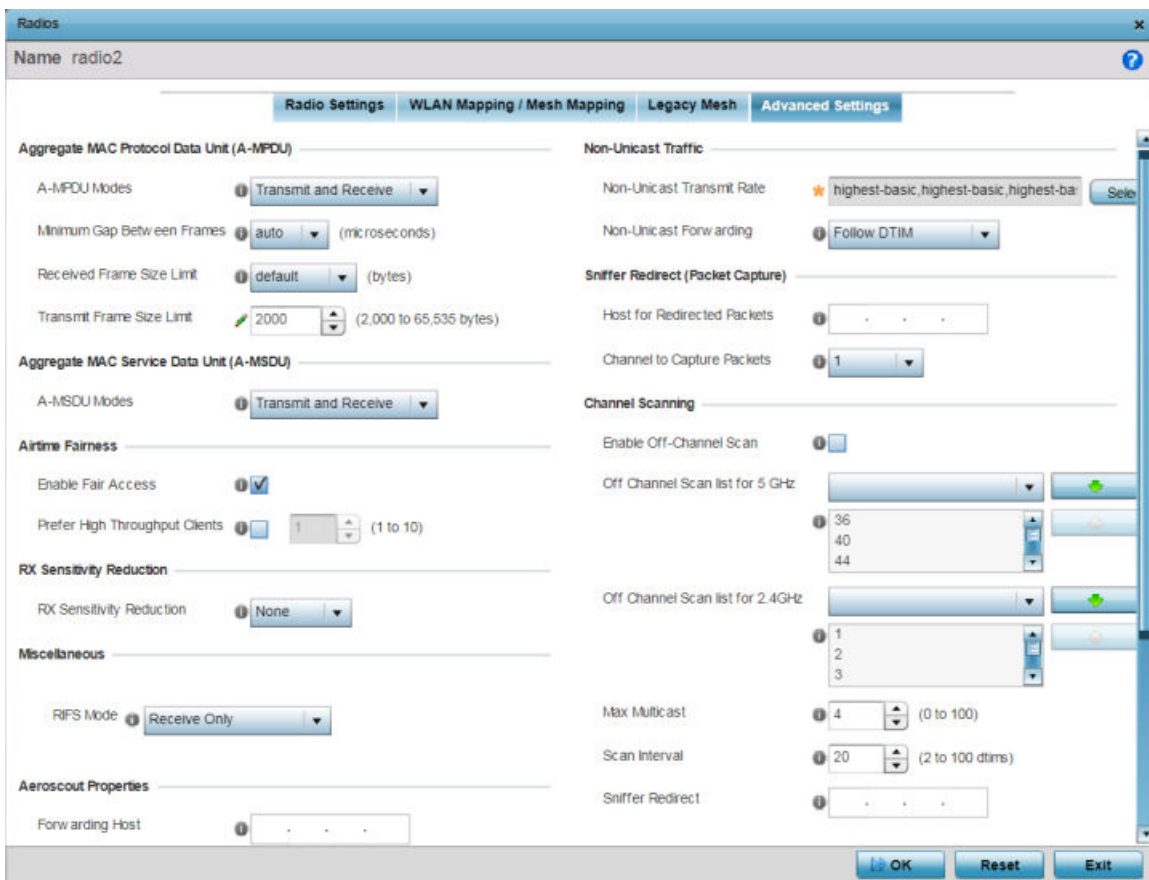 Radios
Name radio2
Radio Settings
WLAN Mapping / Mesh Mapping
Legacy Mesh
Advanced Settings
Aggregate MAC Protocol Data Unit (A-MPDU)
A-MPDU Modes Transmit and Receive
Minimum Gap Between Frames auto (microseconds)
Received Frame Size Limit default (bytes)
Transmit Frame Size Limit 2000 (2,000 to 65,535 bytes)
Aggregate MAC Service Data Unit (A-MSDU)
A-MSDU Modes Transmit and Receive
Airtime Fairness
Enable Fair Access
Prefer High Throughput Clients 1 (1 to 10)
RX Sensitivity Reduction
RX Sensitivity Reduction None
Miscellaneous
RIFS Mode Receive Only
Aeroscout Properties
Forwarding Host
Non-Unicast Traffic
Non-Unicast Transmit Rate highest-basic,highest-basic,highest-ba Sele
Non-Unicast Forwarding Follow DTIM
Sniffer Redirect (Packet Capture)
Host for Redirected Packets
Channel to Capture Packets 1
Channel Scanning
Enable Off-Channel Scan
Off Channel Scan list for 5 GHz
36
40
44
Off Channel Scan list for 2.4GHz
1
2
3
Max Multicast 4 (0 to 100)
Scan Interval 20 (2 to 100 dtims)
Sniffer Redirect
OK
Reset
Exit